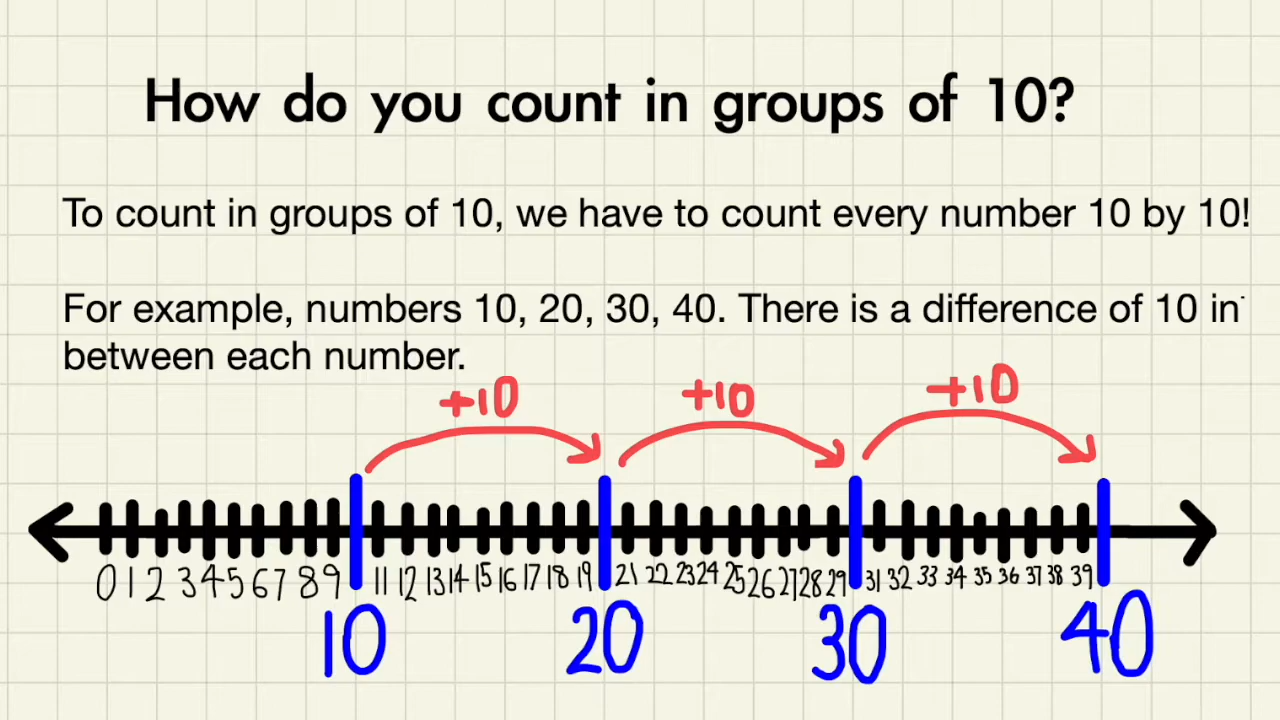 How do you count in groups of 10?
To count in groups of 10, we have to count every number 10 by 10!
For example, numbers 10, 20, 30, 40. There is a difference of 10 in
between each number.
+10 +10 +10
0 1 2 3 4 5 6 7 8 9 11 12 13 14 15 16 17 18 19 21 22 23 24 25 26 27 28 29 31 32 33 34 35 36 37 38 39
10 20 30 40